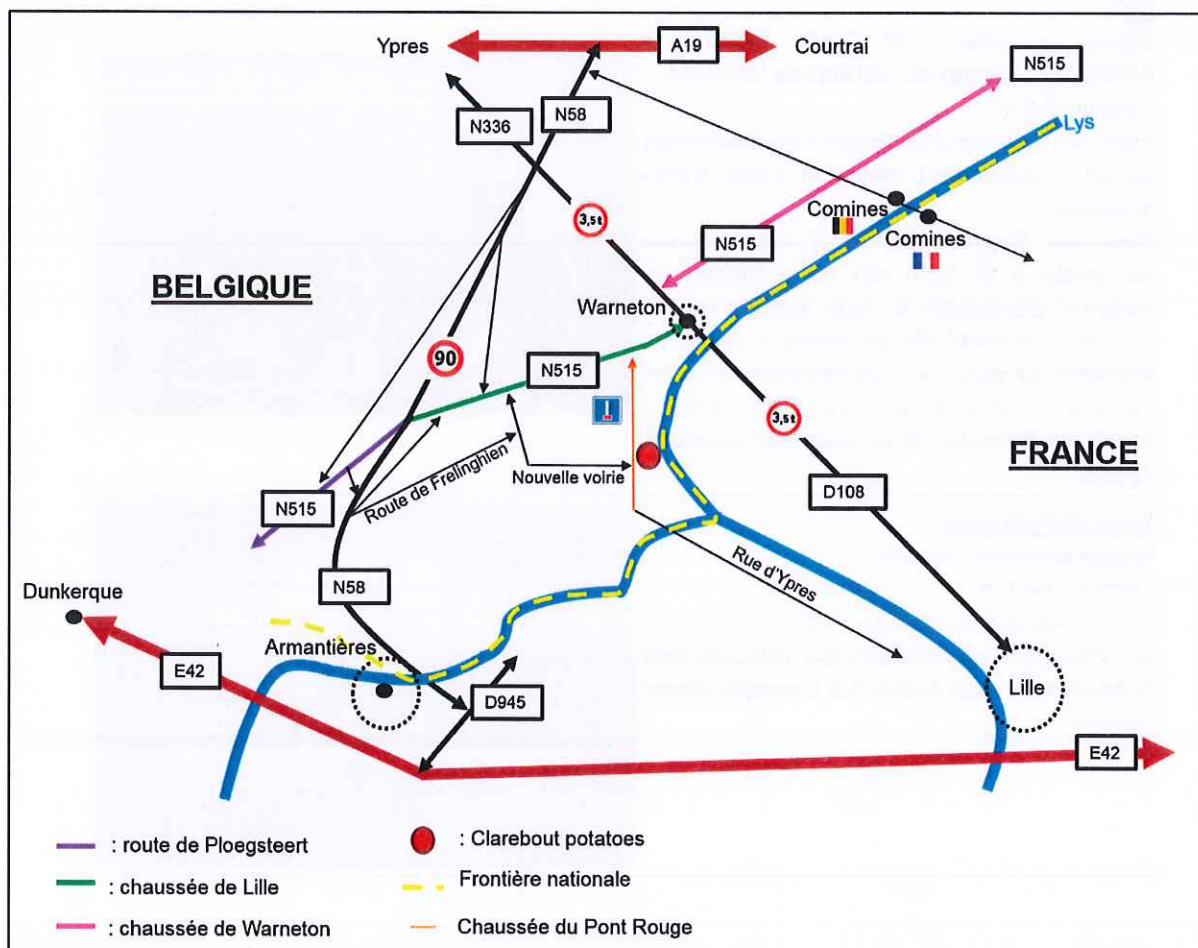 Ypres
A19
Courtrai
N515
N336
N58
Lys
3,5t
Comines
N515
Comines
BELGIQUE
Warneton
90
N515
3,5t
FRANCE
N515
Route de Frelinghien
Nouvelle voirie
D108
Dunkerque
N58
Rue d'Ypres
Armantières
E42
D945
Lille
E42
: route de Ploegsteert
: Clarebout potatoes
: chaussée de Lille
Frontière nationale
: chaussée de Warneton
Chaussée du Pont Rouge